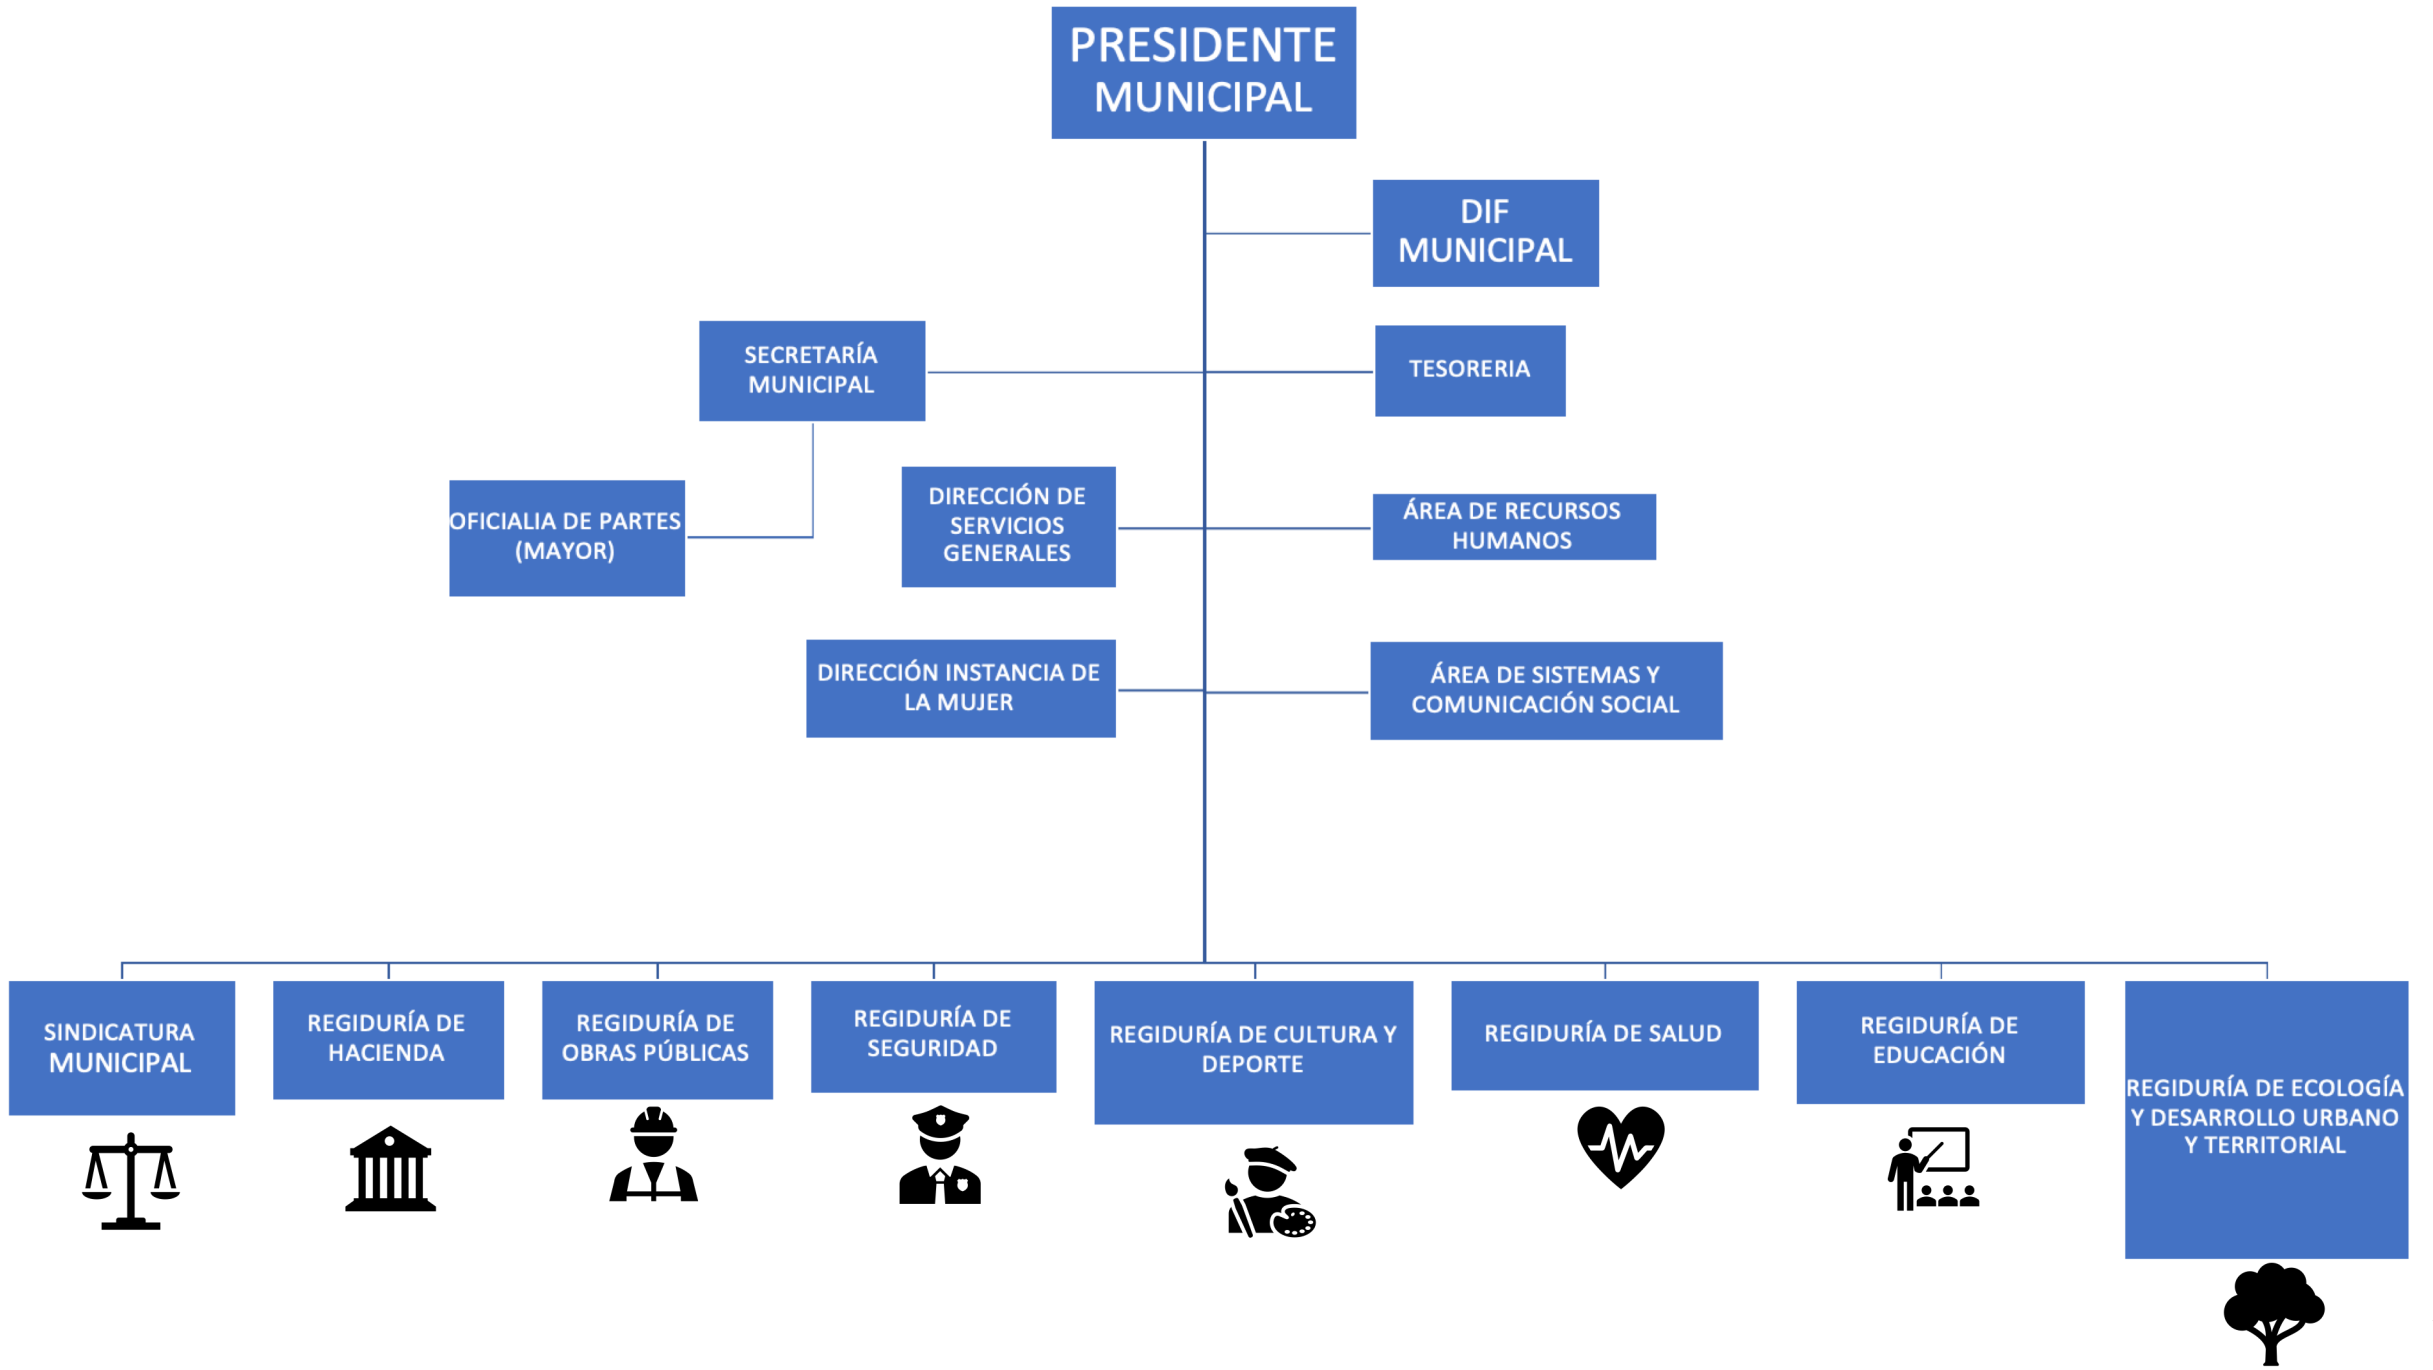 PRESIDENTE
MUNICIPAL
DIF
MUNICIPAL
SECRETARÍA
MUNICIPAL
TESORERIA
OFICIALIA DE PARTES
(MAYOR)
DIRECCIÓN DE
SERVICIOS
GENERALES
ÁREA DE RECURSOS
HUMANOS
DIRECCIÓN INSTANCIA DE
LA MUJER
ÁREA DE SISTEMAS Y
COMUNICACIÓN SOCIAL
SINDICATURA
MUNICIPAL
REGIDURÍA DE
HACIENDA
REGIDURÍA DE
OBRAS PÚBLICAS
REGIDURÍA DE
SEGURIDAD
REGIDURÍA DE CULTURA Y
DEPORTE
REGIDURÍA DE SALUD
REGIDURÍA DE
EDUCACIÓN
REGIDURÍA DE ECOLOGÍA
Y DESARROLLO URBANO
Y TERRITORIAL